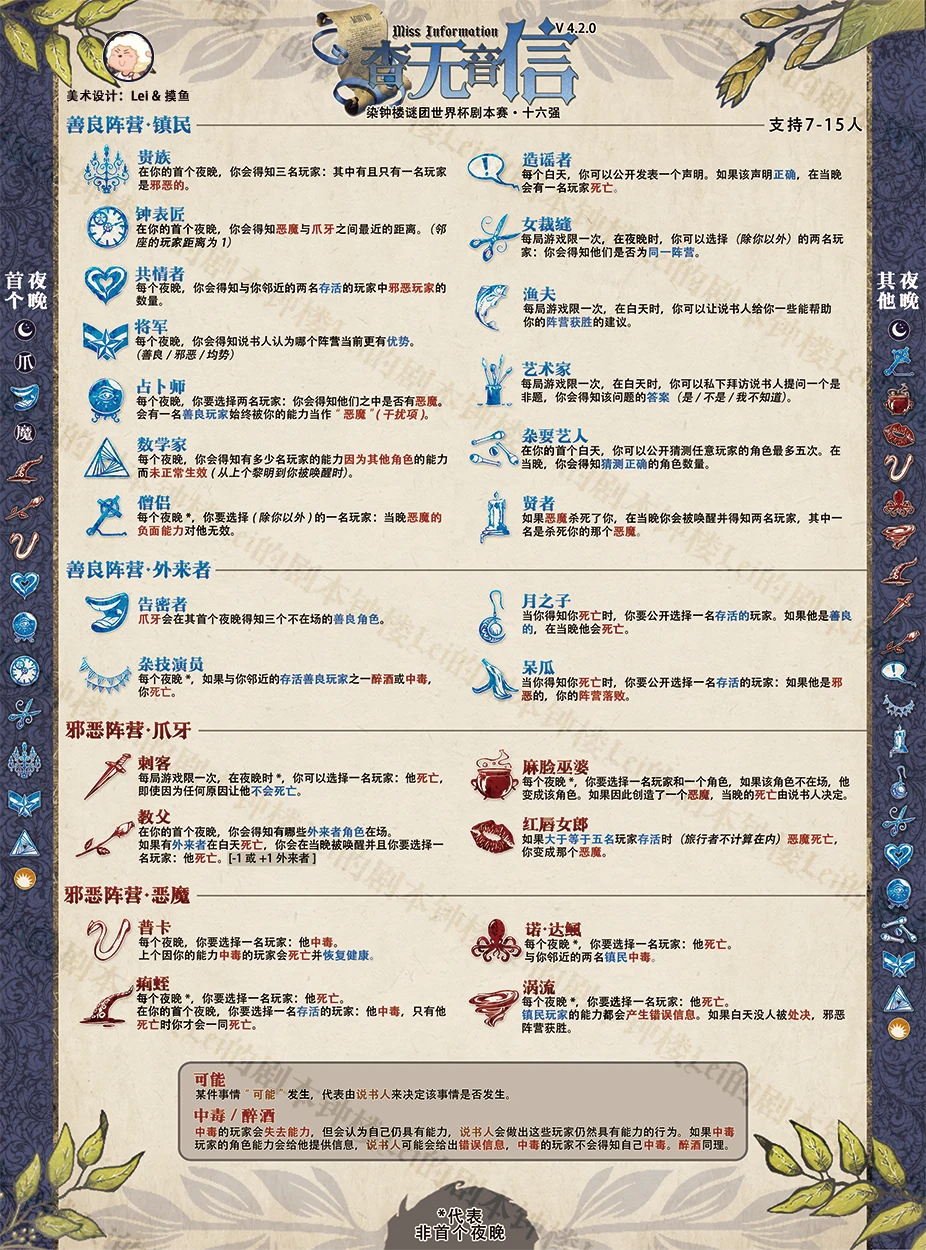 Miss Information
V 4.2.0
查无音信
美术设计：Lei & 摸鱼
染钟楼谜团世界杯剧本赛·十六强
善良阵营·镇民
支持7-15人
贵族
在你的首个夜晚，你会得知三名玩家：其中有且只有一名玩家
是邪恶的。
钟表匠
在你的首个夜晚，你会得知恶魔与爪牙之间最近的距离。（邻
座的玩家距离为 1）
共情者
每个夜晚，你会得知与你邻近的两名存活的玩家中邪恶玩家的
数量。
将军
每个夜晚，你会得知说书人认为哪个阵营当前更有优势。
（善良 / 邪恶 / 均势）
占卜师
每个夜晚，你要选择两名玩家：你会得知他们之中是否有恶魔。
会有一名善良玩家始终被你的能力当作“恶魔”( 干扰项 )。
数学家
每个夜晚，你会得知有多少名玩家的能力因为其他角色的能力
而未正常生效 ( 从上个黎明到你被唤醒时)。
僧侣
每个夜晚 *，你要选择 ( 除你以外 ) 的一名玩家：当晚恶魔的
负面能力对他无效。
造谣者
每个白天，你可以公开发表一个声明。如果该声明正确，在当晚
会有一名玩家死亡。
女裁缝
每局游戏限一次，在夜晚时，你可以选择（除你以外）的两名玩
家：你会得知他们是否为同一阵营。
渔夫
每局游戏限一次，在白天时，你可以让说书人给你一些能帮助
你的阵营获胜的建议。
艺术家
每局游戏限一次，在白天时，你可以私下拜访说书人提问一个是
非题，你会得知该问题的答案（是 / 不是 / 我不知道）。
杂耍艺人
在你的首个白天，你可以公开猜测任意玩家的角色最多五次。在
当晚，你会得知猜测正确的角色数量。
贤者
如果恶魔杀死了你，在当晚你会被唤醒并得知两名玩家，其中一
名是杀死你的那个恶魔。
善良阵营·外来者
告密者
爪牙会在其首个夜晚得知三个不在场的善良角色。
杂技演员
每个夜晚 *，如果与你邻近的存活善良玩家之一醉酒或中毒，
你死亡。
月之子
当你得知你死亡时，你要公开选择一名存活的玩家。如果他是善良
的，在当晚他会死亡。
呆瓜
当你得知你死亡时，你要公开选择一名存活的玩家：如果他是邪
恶的，你的阵营落败。
邪恶阵营·爪牙
刺客
每局游戏限一次，在夜晚时 *，你可以选择一名玩家：他死亡，
即使因为任何原因让他不会死亡。
教父
在你的首个夜晚，你会得知有哪些外来者角色在场。
如果有外来者在白天死亡，你会在当晚被唤醒并且你要选择一
名玩家：他死亡。[-1 或 +1 外来者 ]
麻脸巫婆
每个夜晚 *，你要选择一名玩家和一个角色，如果该角色不在场，他
变成该角色。如果因此创造了一个恶魔，当晚的死亡由说书人决定。
红唇女郎
如果大于等于五名玩家存活时（旅行者不计算在内）恶魔死亡，
你变成那个恶魔。
邪恶阵营·恶魔
普卡
每个夜晚，你要选择一名玩家：他中毒。
上个因你的能力中毒的玩家会死亡并恢复健康。
痢蛭
每个夜晚 *，你要选择一名玩家：他死亡。
在你的首个夜晚，你要选择一名存活的玩家：他中毒，只有他
死亡时你才会一同死亡。
诺·达鲺
每个夜晚 *，你要选择一名玩家：他死亡。
与你邻近的两名镇民中毒。
涡流
每个夜晚 *，你要选择一名玩家：他死亡。
镇民玩家的能力都会产生错误信息。如果白天没人被处决，邪恶
阵营获胜。
可能
某件事情“可能”发生，代表由说书人来决定该事情是否发生。
中毒 / 醉酒
中毒的玩家会失去能力，但会认为自己仍具有能力，说书人会做出这些玩家仍然具有能力的行为。如果中毒
玩家的角色能力会给他提供信息，说书人可能会给出错误信息，中毒的玩家不会得知自己中毒。醉酒同理。
*代表
非首个夜晚
首个夜晚
爪
魔
其他夜晚